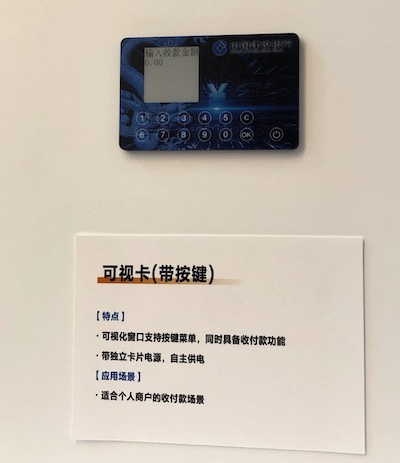 输入收款金额
0.00
¥
1 2 3 4 5 C
6 7 8 9 0 OK
可视卡(带按键)
【特点】
· 可视化窗口支持按键菜单，同时具备收付款功能
· 带独立卡片电源，自主供电
【应用场景】
· 适合个人商户的收付款场景